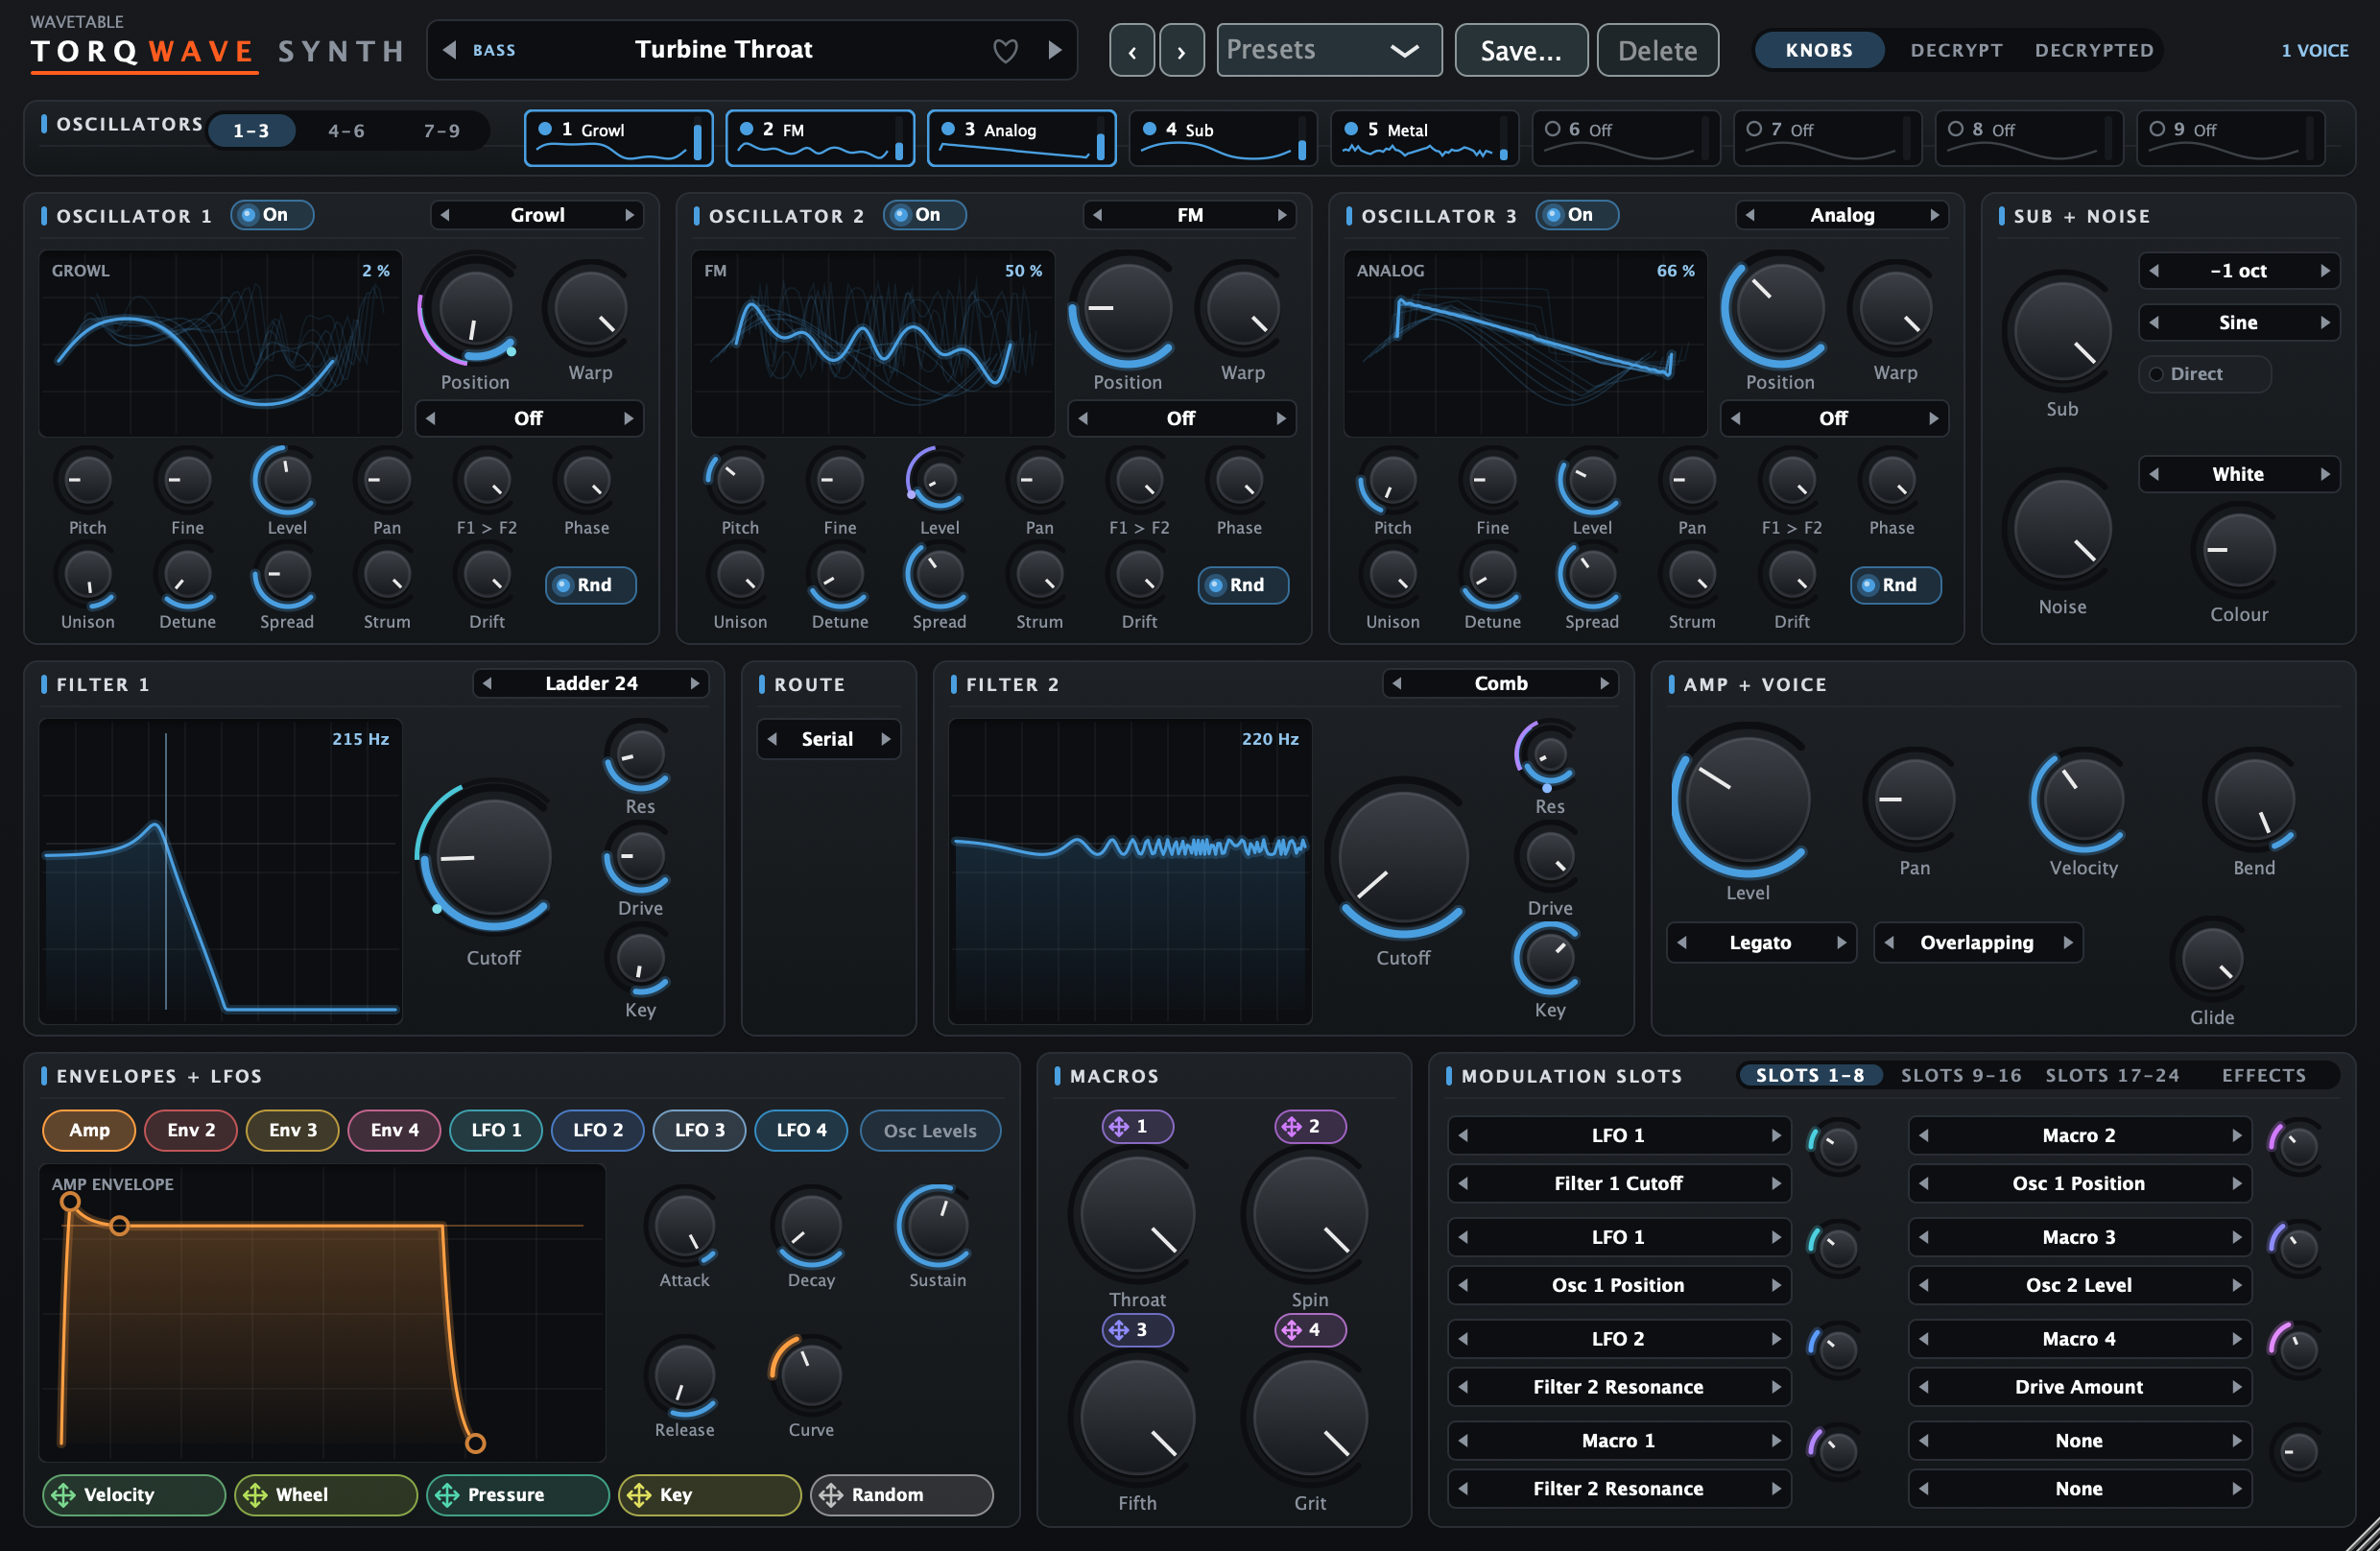 WAVETABLE
TORQWAVE SYNTH
BASS Turbine Throat
‹ › Presets Save... Delete
KNOBS DECRYPT DECRYPTED
1 VOICE
OSCILLATORS 1-3 4-6 7-9
1 Growl 2 FM 3 Analog 4 Sub 5 Metal 6 Off 7 Off 8 Off 9 Off
OSCILLATOR 1 On Growl
GROWL 2 %
Position Warp
Off
Pitch Fine Level Pan F1 > F2 Phase
Unison Detune Spread Strum Drift Rnd
OSCILLATOR 2 On FM
FM 50 %
Position Warp
Off
Pitch Fine Level Pan F1 > F2 Phase
Unison Detune Spread Strum Drift Rnd
OSCILLATOR 3 On Analog
ANALOG 66 %
Position Warp
Off
Pitch Fine Level Pan F1 > F2 Phase
Unison Detune Spread Strum Drift Rnd
SUB + NOISE
-1 oct
Sine
Direct
Sub
White
Noise
Colour
FILTER 1 Ladder 24
215 Hz
Res
Drive
Cutoff
Key
ROUTE
Serial
FILTER 2 Comb
220 Hz
Res
Drive
Cutoff
Key
AMP + VOICE
Level Pan Velocity Bend
Legato Overlapping
Glide
ENVELOPES + LFOS
Amp Env 2 Env 3 Env 4 LFO 1 LFO 2 LFO 3 LFO 4 Osc Levels
AMP ENVELOPE
Attack Decay Sustain
Release Curve
Velocity Wheel Pressure Key Random
MACROS
1 2
Throat Spin
3 4
Fifth Grit
MODULATION SLOTS SLOTS 1-8 SLOTS 9-16 SLOTS 17-24 EFFECTS
LFO 1 Macro 2
Filter 1 Cutoff Osc 1 Position
LFO 1 Macro 3
Osc 1 Position Osc 2 Level
LFO 2 Macro 4
Filter 2 Resonance Drive Amount
Macro 1 None
Filter 2 Resonance None